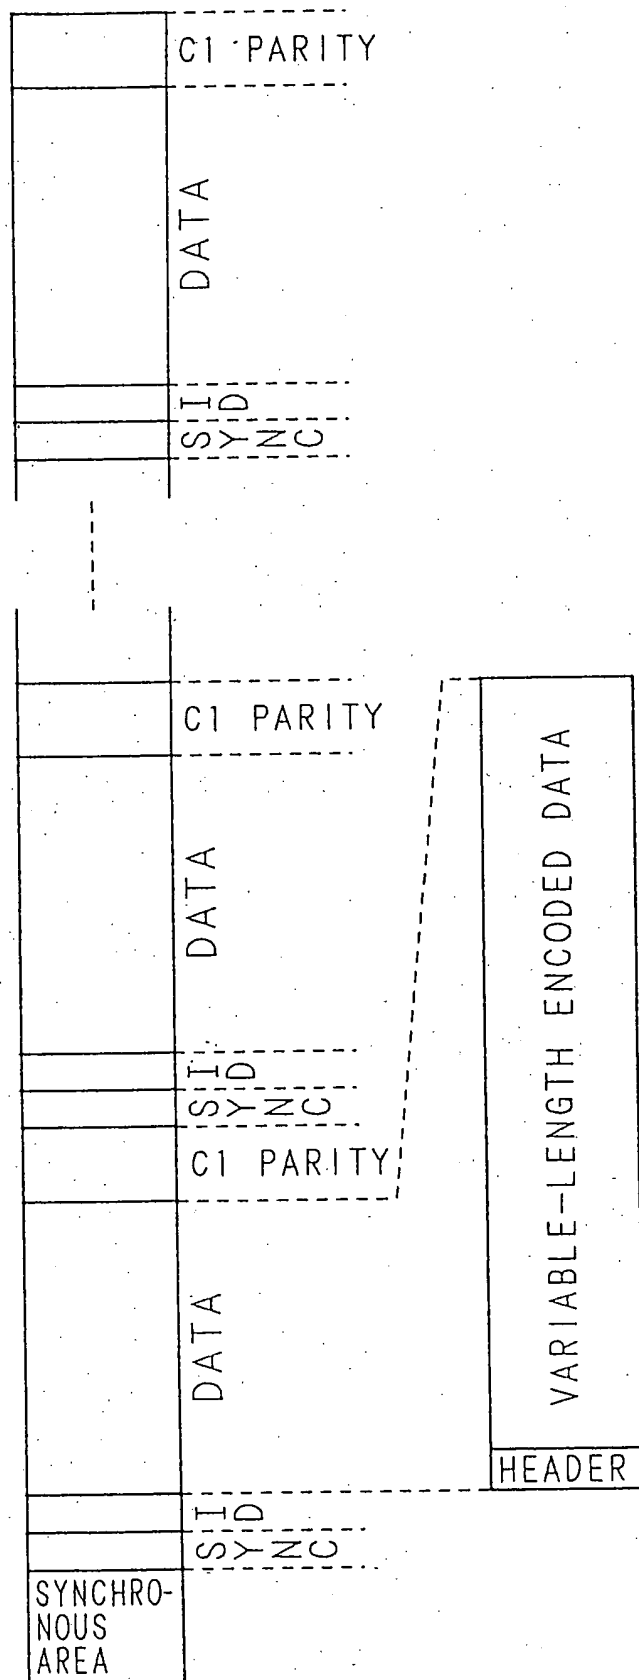 C1 PARITY
DATA
ID
SYNC
C1 PARITY
DATA
ID
SYNC
C1 PARITY
DATA
ID
SYNC
SYNCHRO-
NOUS
AREA
VARIABLE-LENGTH ENCODED DATA
HEADER